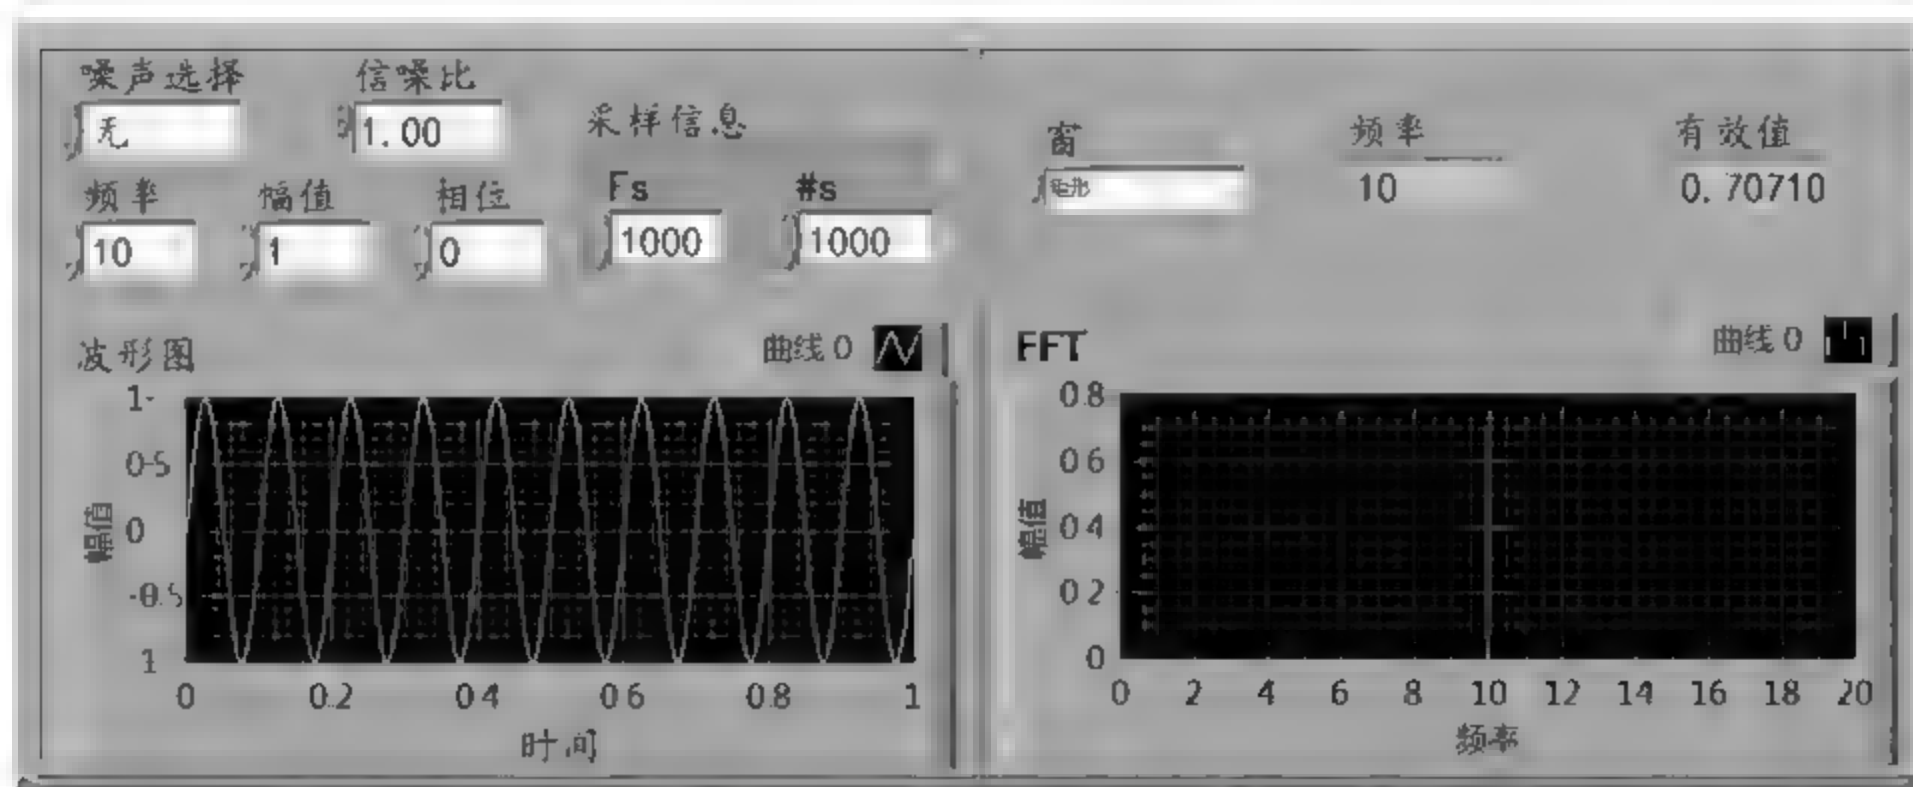 噪声选择 信噪比
无 1.00 采样信息
频率 幅值 相位 Fs #s
10 1 0 1000 1000
窗 频率 有效值
矩形 10 0.70710
波形图 曲线 0
1
0.5
0
-0.5
1
幅值
0 0.2 0.4 0.6 0.8 1
时间
FFT 曲线 0
0.8
0.6
0.4
0.2
0
幅值
0 2 4 6 8 10 12 14 16 18 20
频率